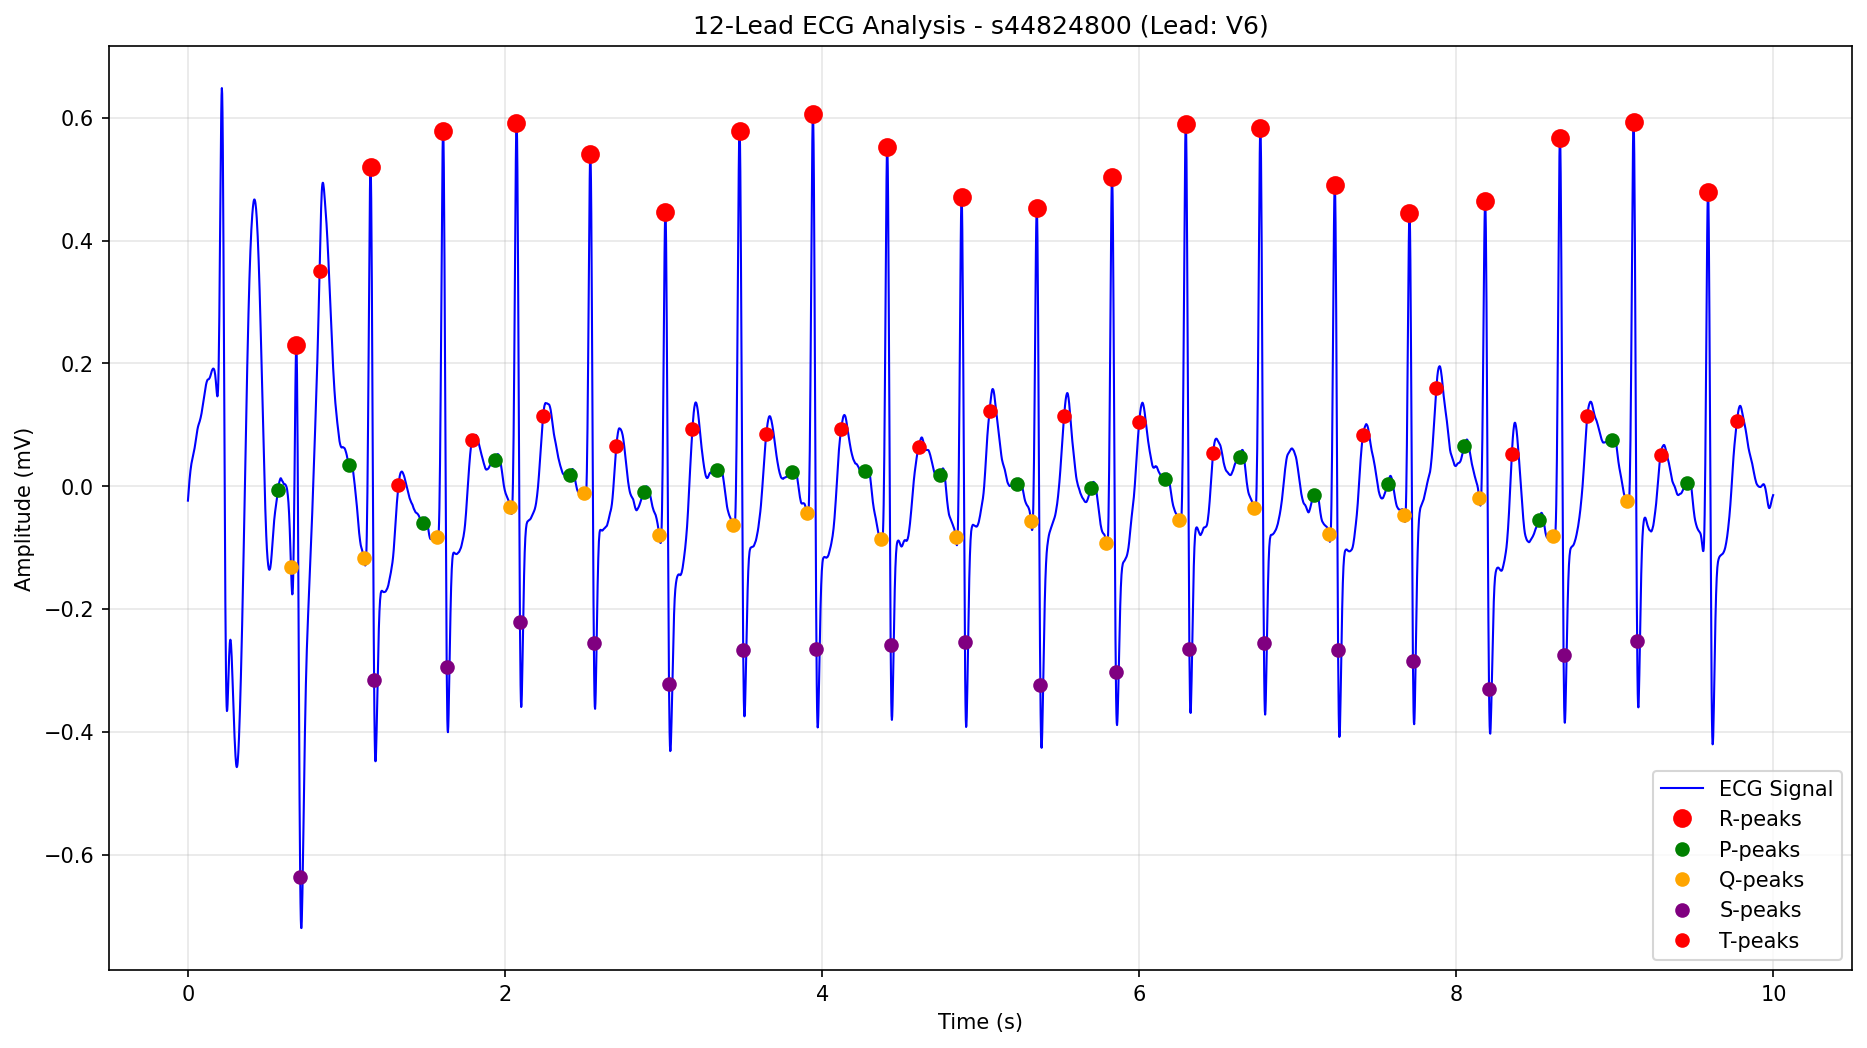 12-Lead ECG Analysis - s44824800 (Lead: V6)
Amplitude (mV)
0.6
0.4
0.2
0.0
−0.2
−0.4
−0.6
0 2 4 6 8 10
Time (s)
ECG Signal
R-peaks
P-peaks
Q-peaks
S-peaks
T-peaks